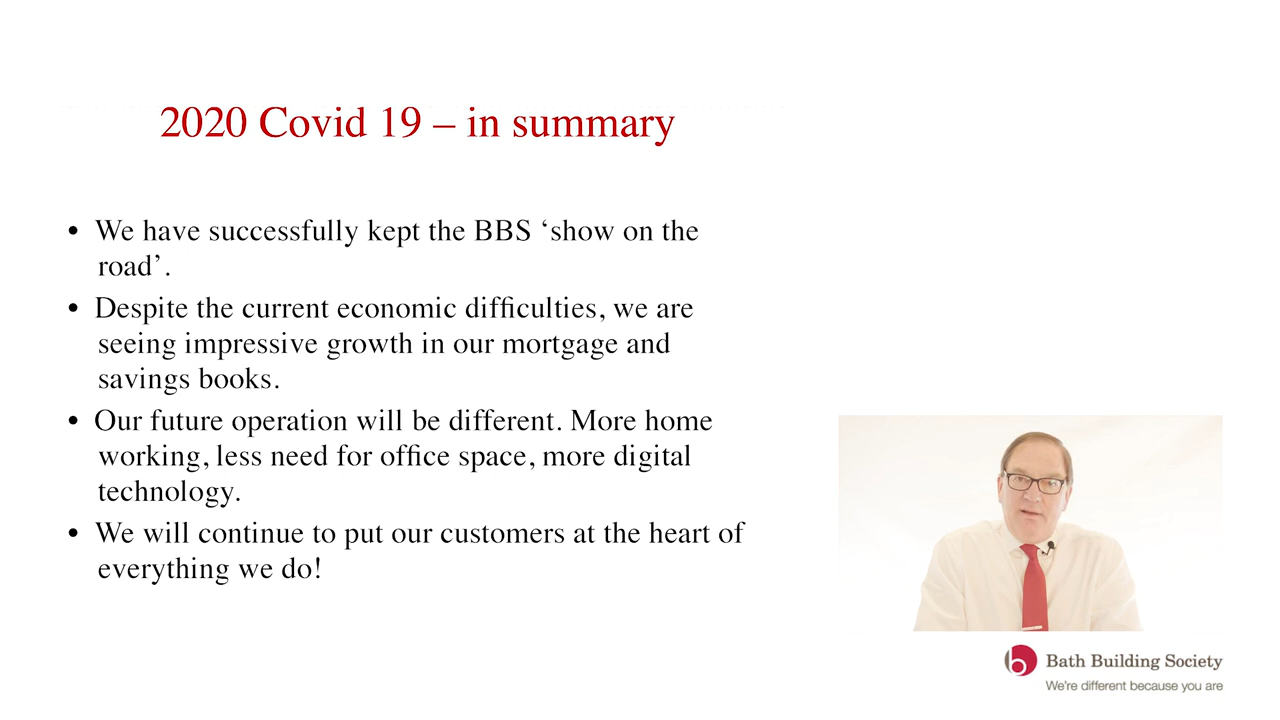 2020 Covid 19 – in summary
• We have successfully kept the BBS ‘show on the
road’.
• Despite the current economic difficulties, we are
seeing impressive growth in our mortgage and
savings books.
• Our future operation will be different. More home
working, less need for office space, more digital
technology.
• We will continue to put our customers at the heart of
everything we do!
b Bath Building Society
We're different because you are